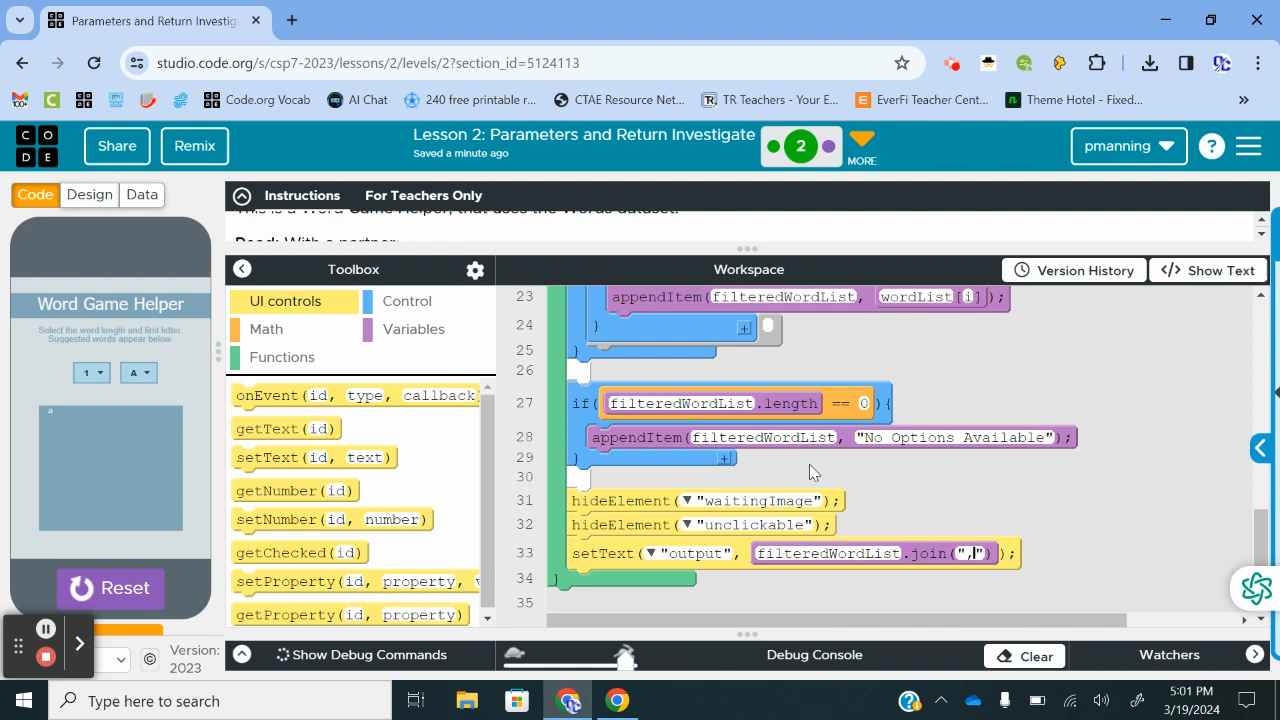 Parameters and Return Investig
studio.code.org/s/csp7-2023/lessons/2/levels/2?section_id=5124113
Code.org Vocab
AI Chat
240 free printable r...
CTAE Resource Net...
TR Teachers - Your E...
EverFi Teacher Cent...
Theme Hotel - Fixed...
C O
D E
Share
Remix
Lesson 2: Parameters and Return Investigate
Saved a minute ago
2
MORE
pmanning
?
Code
Design
Data
Instructions
For Teachers Only
This is a Word Game Helper, that uses the Words dataset.
Read: With a partner
Toolbox
Workspace
Version History
</> Show Text
Word Game Helper
Select the word length and first letter.
Suggested words appear below.
1
A
a
Reset
UI controls
Control
Math
Variables
Functions
onEvent(id, type, callback
getText(id)
setText(id, text)
getNumber(id)
setNumber(id, number)
getChecked(id)
setProperty(id, property, v
getProperty(id, property)
23 appendItem(filteredWordList, wordList[i]);
24 }
25 }
26
27 if(filteredWordList.length == 0){
28 appendItem(filteredWordList, "No Options Available");
29 }
30
31 hideElement("waitingImage");
32 hideElement("unclickable");
33 setText("output", filteredWordList.join(","));
34 }
35
Version:
2023
Show Debug Commands
Debug Console
Clear
Watchers
Type here to search
5:01 PM
3/19/2024